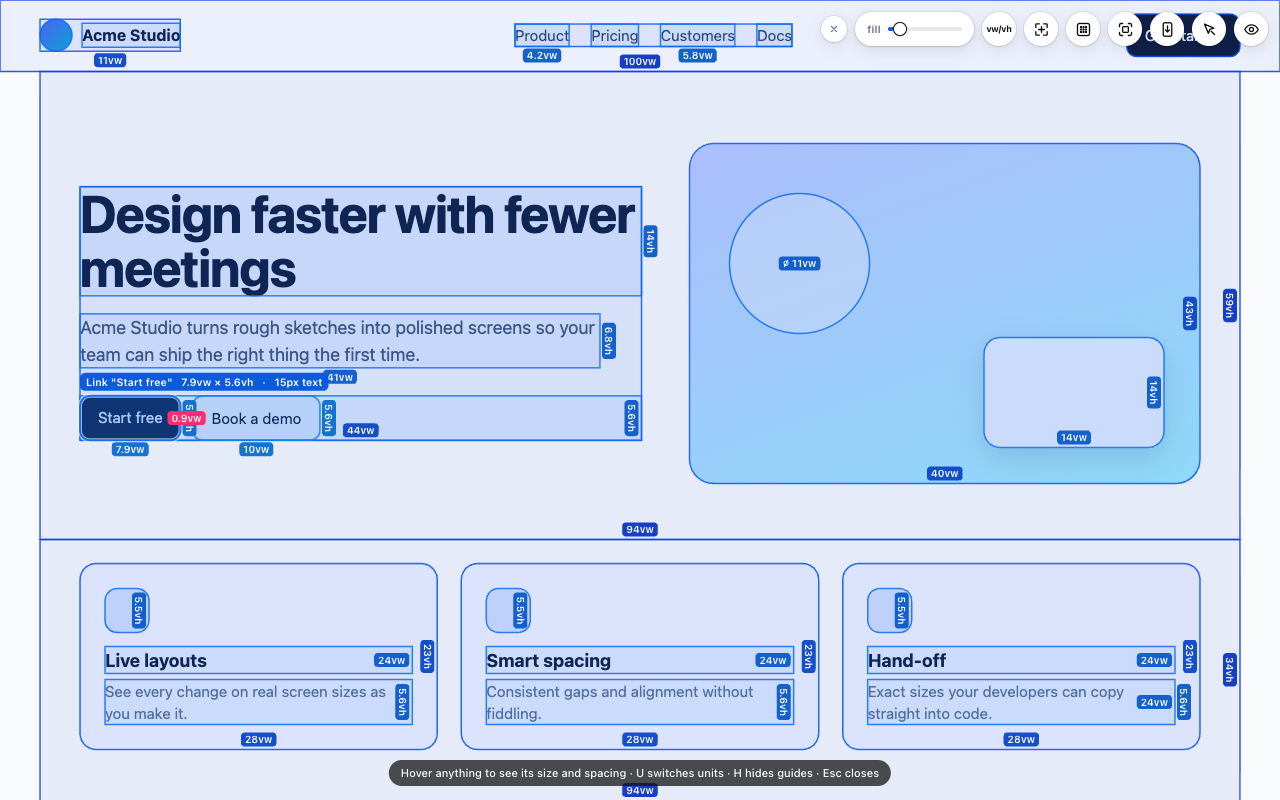 Acme Studio
Product
Pricing
Customers
Docs
fill
vw/vh
11vw
4.2vw
100vw
5.8vw
Design faster with fewer
meetings
14vh
Acme Studio turns rough sketches into polished screens so your
team can ship the right thing the first time.
6.8vh
Link "Start free" 7.9vw × 5.6vh · 15px text
41vw
Start free
0.9vw
Book a demo
5.6vh
5.6vh
44vw
7.9vw
10vw
ø 11vw
43vh
59vh
14vh
14vw
40vw
94vw
5.5vh
5.5vh
5.5vh
Live layouts
24vw
23vh
Smart spacing
24vw
23vh
Hand-off
24vw
23vh
34vh
See every change on real screen sizes as
you make it.
5.6vh
Consistent gaps and alignment without
fiddling.
5.6vh
Exact sizes your developers can copy
straight into code.
24vw
5.6vh
28vw
28vw
28vw
Hover anything to see its size and spacing · U switches units · H hides guides · Esc closes
94vw